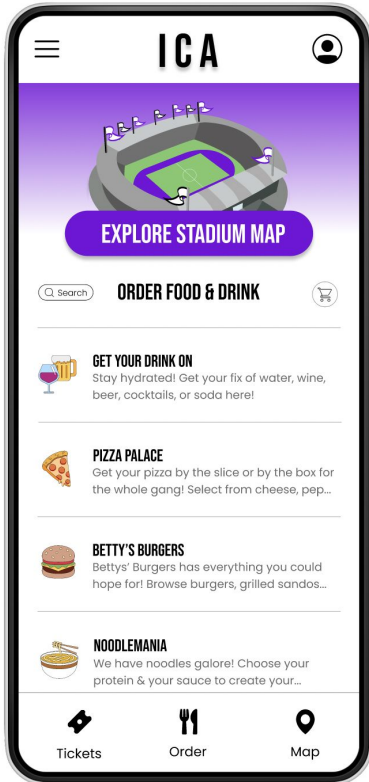 ICA
EXPLORE STADIUM MAP
Search
ORDER FOOD & DRINK
GET YOUR DRINK ON
Stay hydrated! Get your fix of water, wine,
beer, cocktails, or soda here!
PIZZA PALACE
Get your pizza by the slice or by the box for
the whole gang! Select from cheese, pep...
BETTY'S BURGERS
Bettys' Burgers has everything you could
hope for! Browse burgers, grilled sandos...
NOODLEMANIA
We have noodles galore! Choose your
protein & your sauce to create your...
Tickets
Order
Map